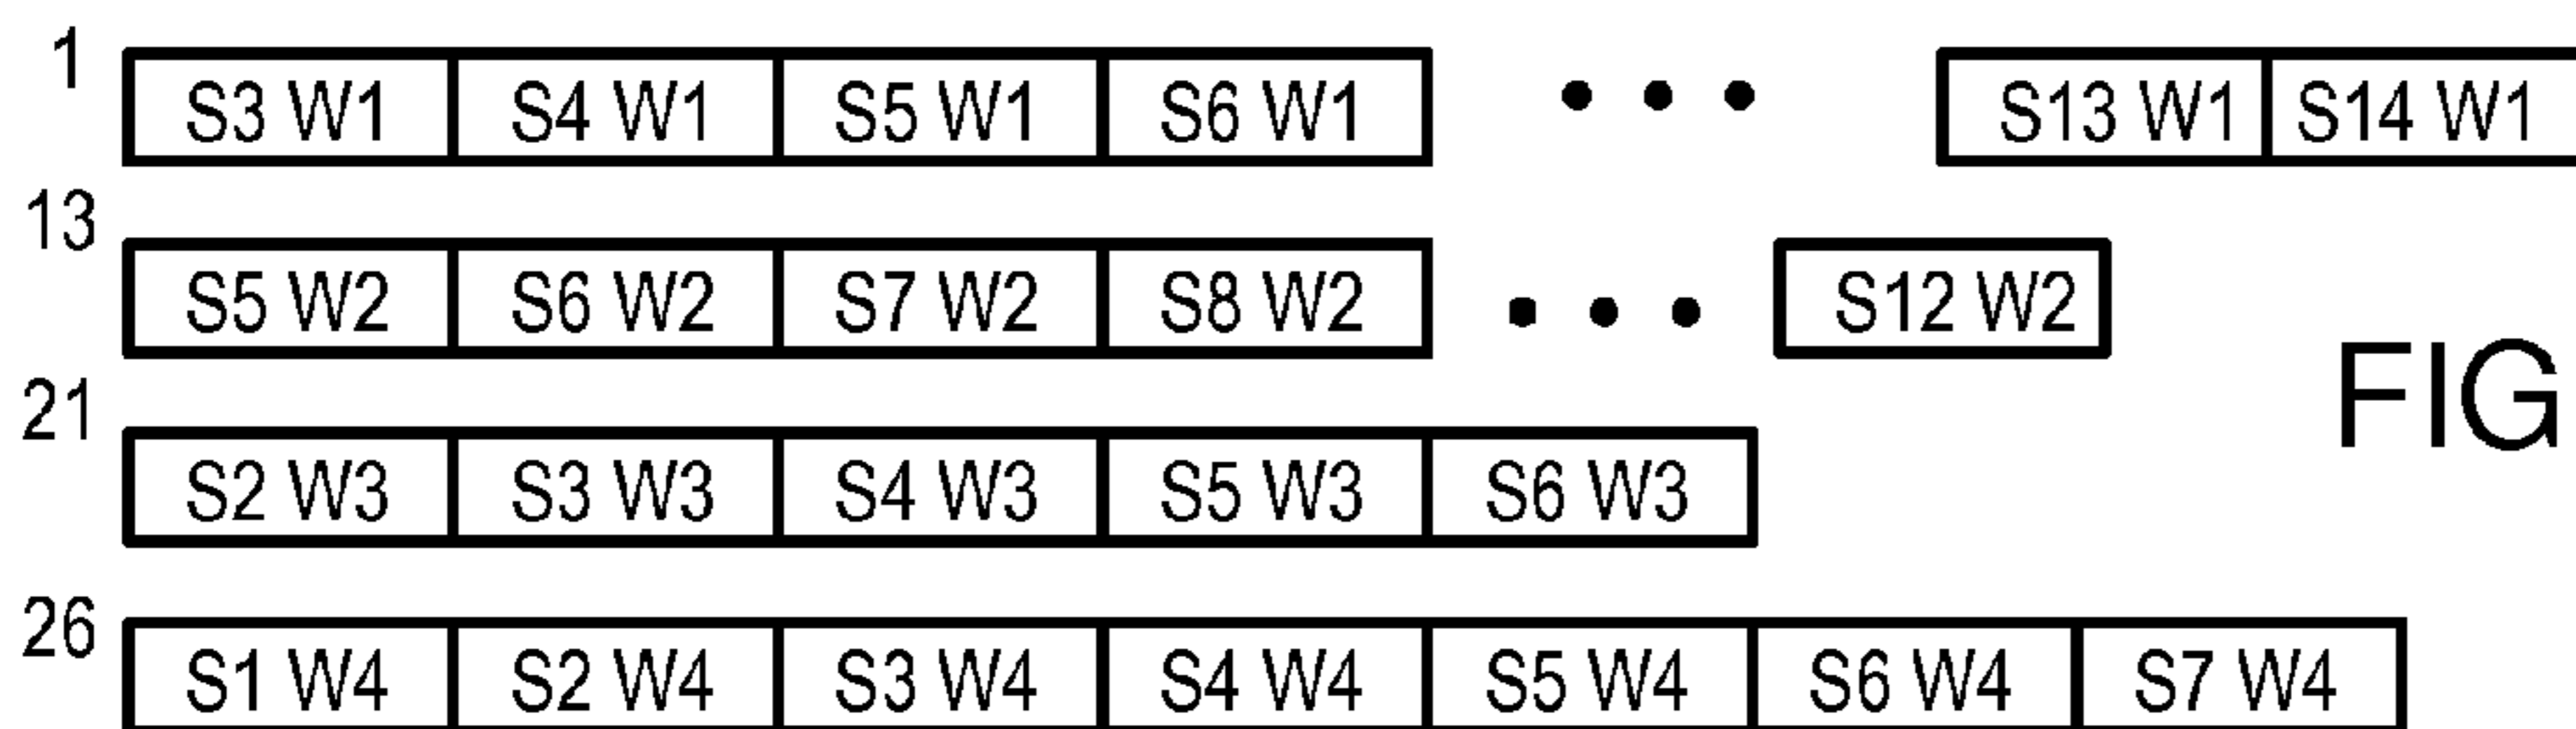 1 S3 W1 S4 W1 S5 W1 S6 W1 • • • S13 W1 S14 W1
13 S5 W2 S6 W2 S7 W2 S8 W2 • • • S12 W2
FIG
21 S2 W3 S3 W3 S4 W3 S5 W3 S6 W3
26 S1 W4 S2 W4 S3 W4 S4 W4 S5 W4 S6 W4 S7 W4